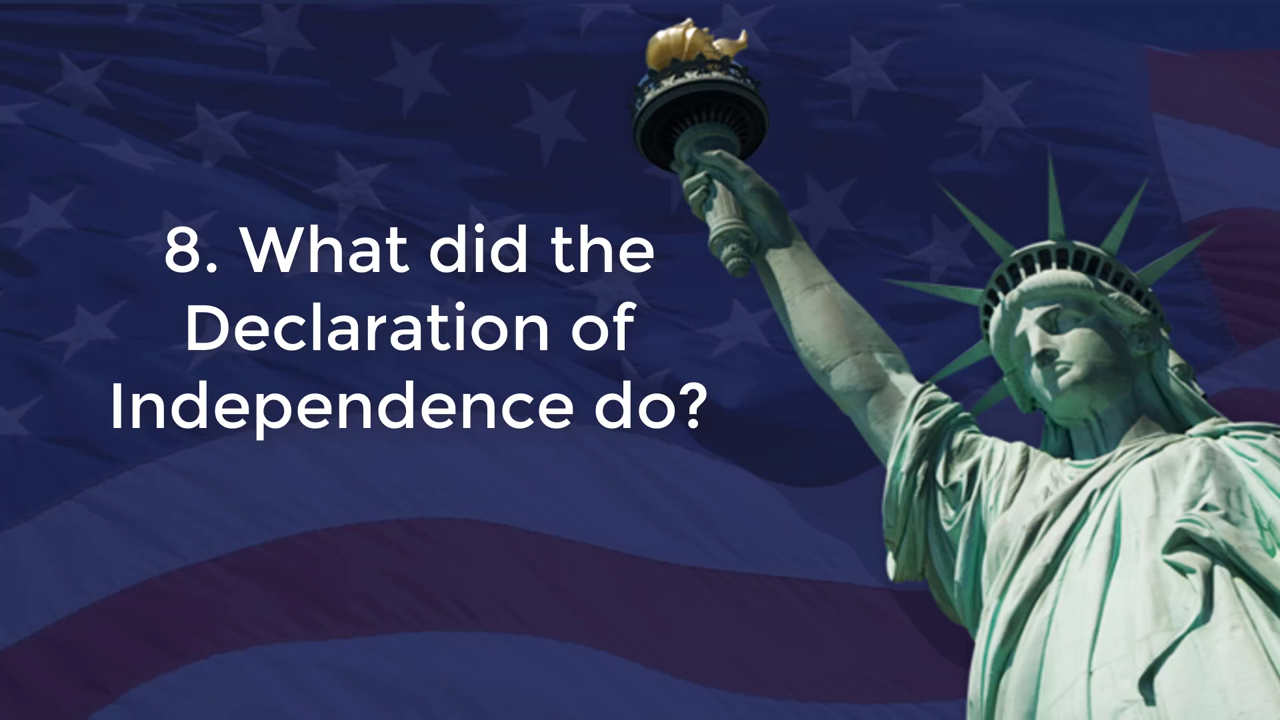 8. What did the
Declaration of
Independence do?